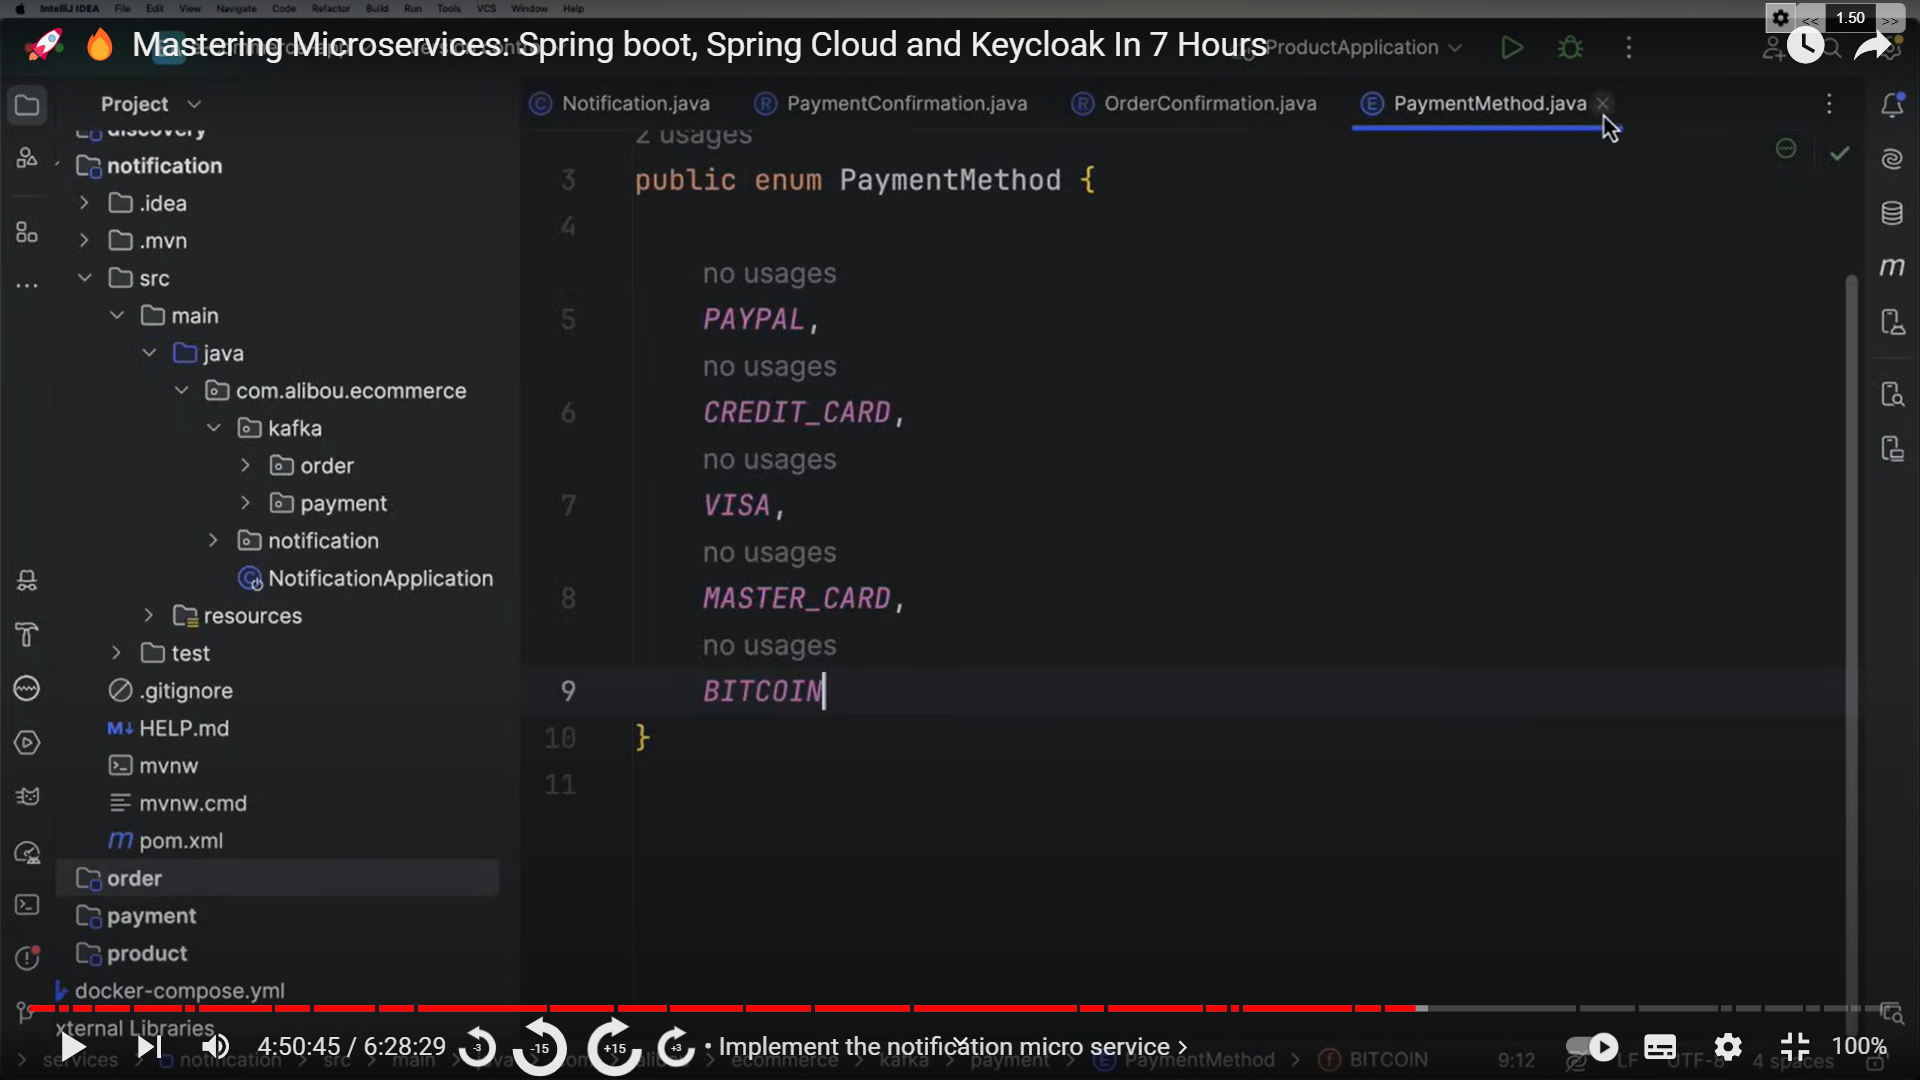 IntelliJ IDEA File Edit View Navigate Code Refactor Build Run Tools VCS Window Help
<< 1.50 >>
🚀 🔥 Mastering Microservices: Spring boot, Spring Cloud and Keycloak In 7 Hours
ProductApplication
Project
Notification.java
PaymentConfirmation.java
OrderConfirmation.java
PaymentMethod.java
discovery
notification
.idea
.mvn
src
main
java
com.alibou.ecommerce
kafka
order
payment
notification
NotificationApplication
resources
test
.gitignore
HELP.md
mvnw
mvnw.cmd
pom.xml
order
payment
product
docker-compose.yml
xternal Libraries
2 usages
3 public enum PaymentMethod {
4
no usages
5 PAYPAL,
no usages
6 CREDIT_CARD,
no usages
7 VISA,
no usages
8 MASTER_CARD,
no usages
9 BITCOIN
10 }
11
4:50:45 / 6:28:29
-3
-15
+15
+3
• Implement the notification micro service >
100%
services > notification > src > main > ecommerce > kafka > payment > PaymentMethod > BITCOIN
9:12 LF UTF-8 4 spaces